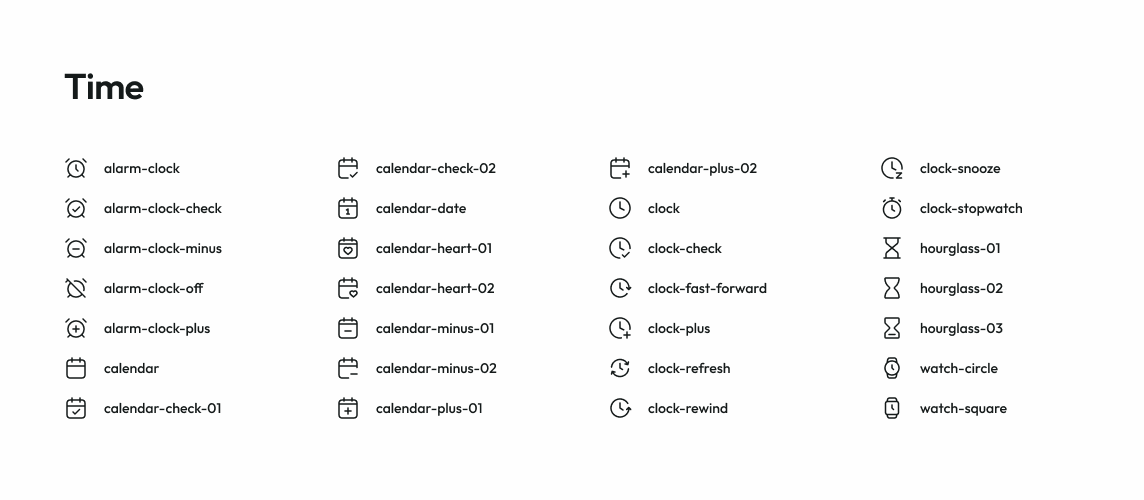 Time
alarm-clock
alarm-clock-check
alarm-clock-minus
alarm-clock-off
alarm-clock-plus
calendar
calendar-check-01
calendar-check-02
calendar-date
calendar-heart-01
calendar-heart-02
calendar-minus-01
calendar-minus-02
calendar-plus-01
calendar-plus-02
clock
clock-check
clock-fast-forward
clock-plus
clock-refresh
clock-rewind
clock-snooze
clock-stopwatch
hourglass-01
hourglass-02
hourglass-03
watch-circle
watch-square